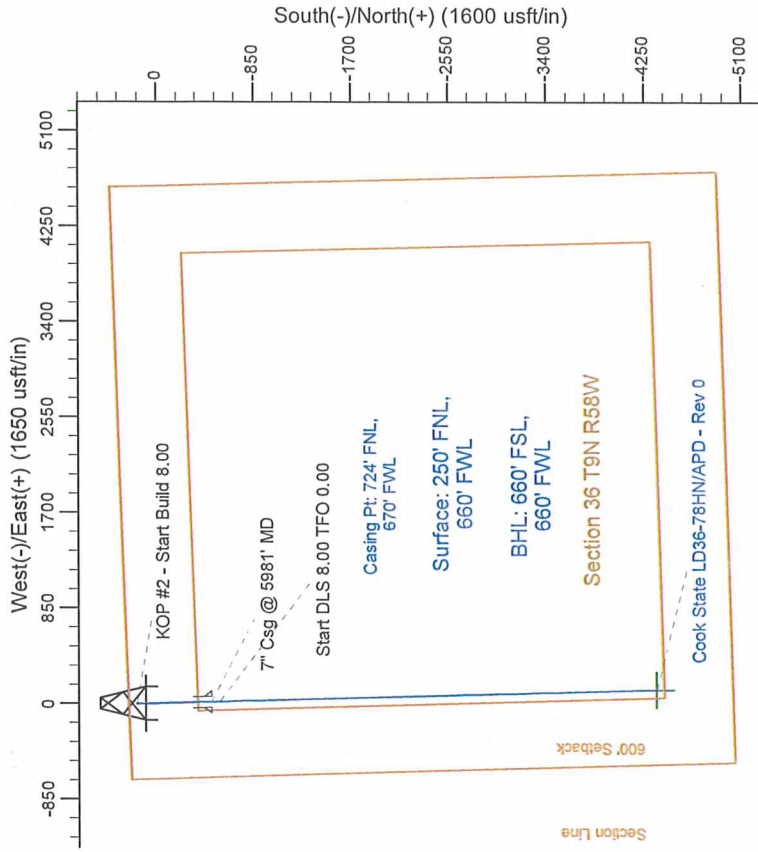 West(-)/East(+) (1650 usft/in)
-850
0
850
1700
2550
3400
4250
5100
South(-)/North(+) (1600 usft/in)
0
-850
-1700
-2550
-3400
-4250
-5100
KOP #2 - Start Build 8.00
7" Csg @ 5981' MD
Start DLS 8.00 TFO 0.00
Casing Pt: 724' FNL,
670' FWL
Surface: 250' FNL,
660' FWL
BHL: 660' FSL,
660' FWL
Section 36 T9N R58W
Cook State LD36-78HN/APD - Rev 0
600' Setback
Section Line